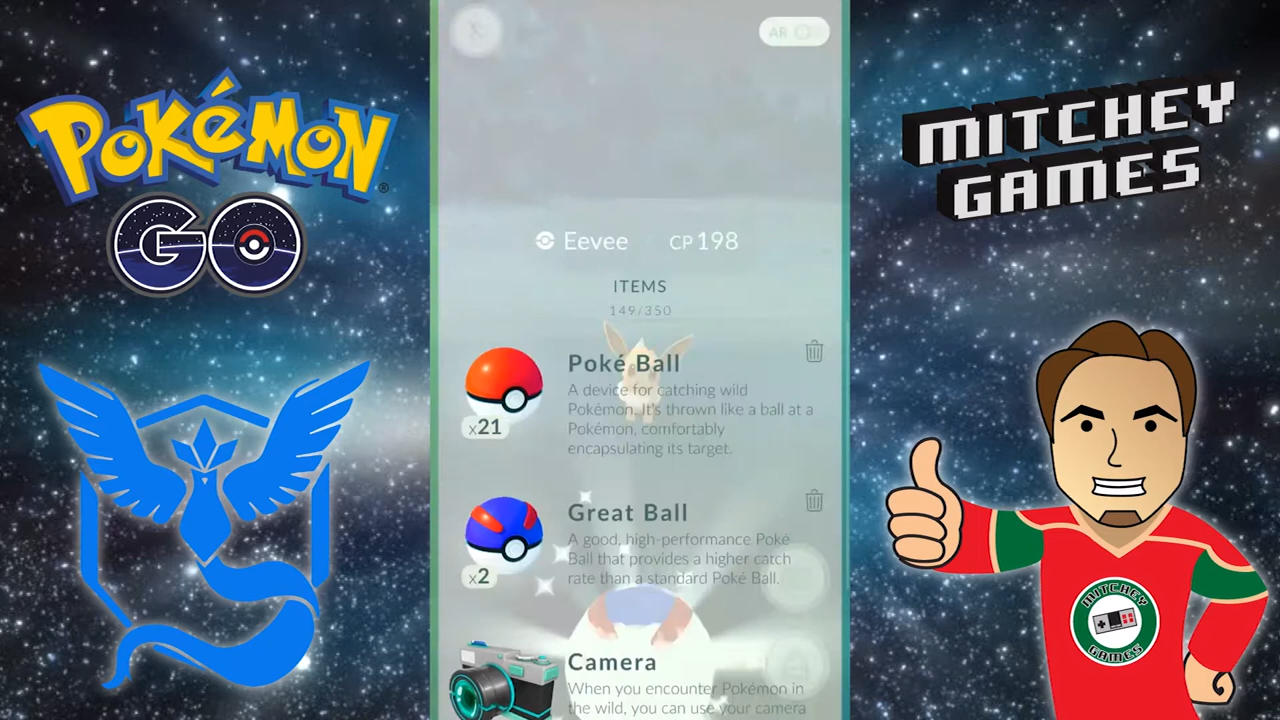 POKÉMON
GO
MITCHEY
GAMES
AR
Eevee CP198
ITEMS
149/350
Poké Ball
A device for catching wild
Pokémon. It's thrown like a ball at a
Pokémon, comfortably
encapsulating its target.
x21
Great Ball
A good, high-performance Poké
Ball that provides a higher catch
rate than a standard Poké Ball.
x2
Camera
When you encounter Pokémon in
the wild, you can use your camera
MITCHEY
GAMES